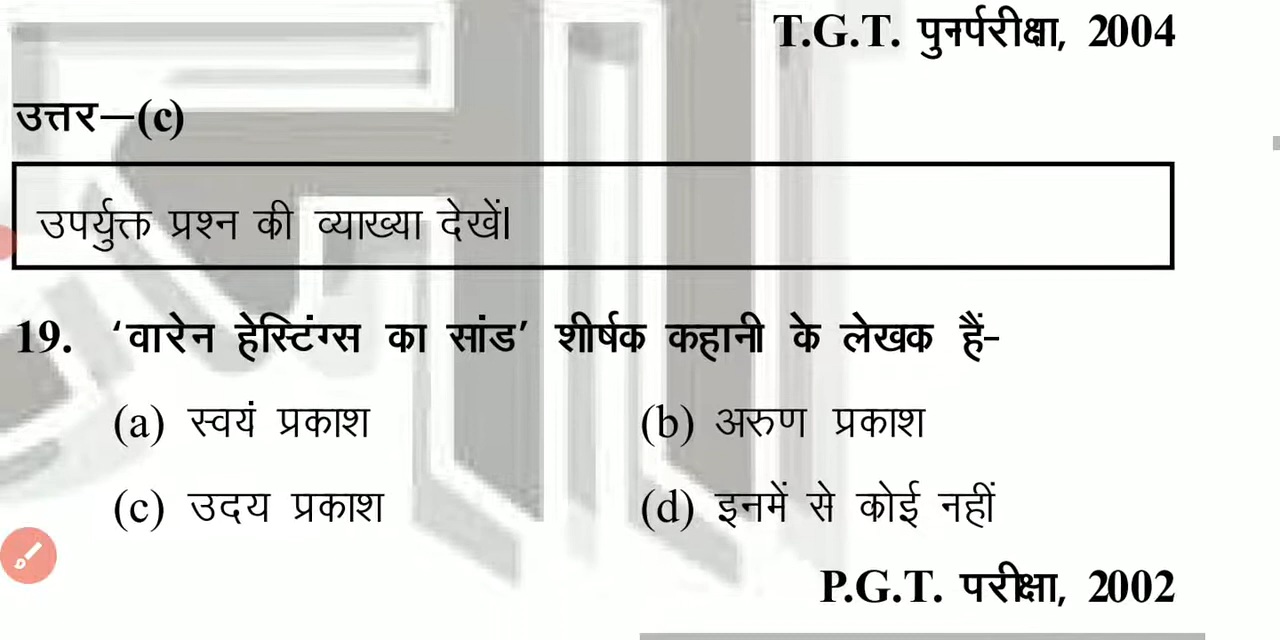 T.G.T. पुनर्परीक्षा, 2004
उत्तर—(c)
उपर्युक्त प्रश्न की व्याख्या देखें।
19. ‘वारेन हेस्टिंग्स का सांड’ शीर्षक कहानी के लेखक हैं-
(a) स्वयं प्रकाश (b) अरुण प्रकाश
(c) उदय प्रकाश (d) इनमें से कोई नहीं
P.G.T. परीक्षा, 2002